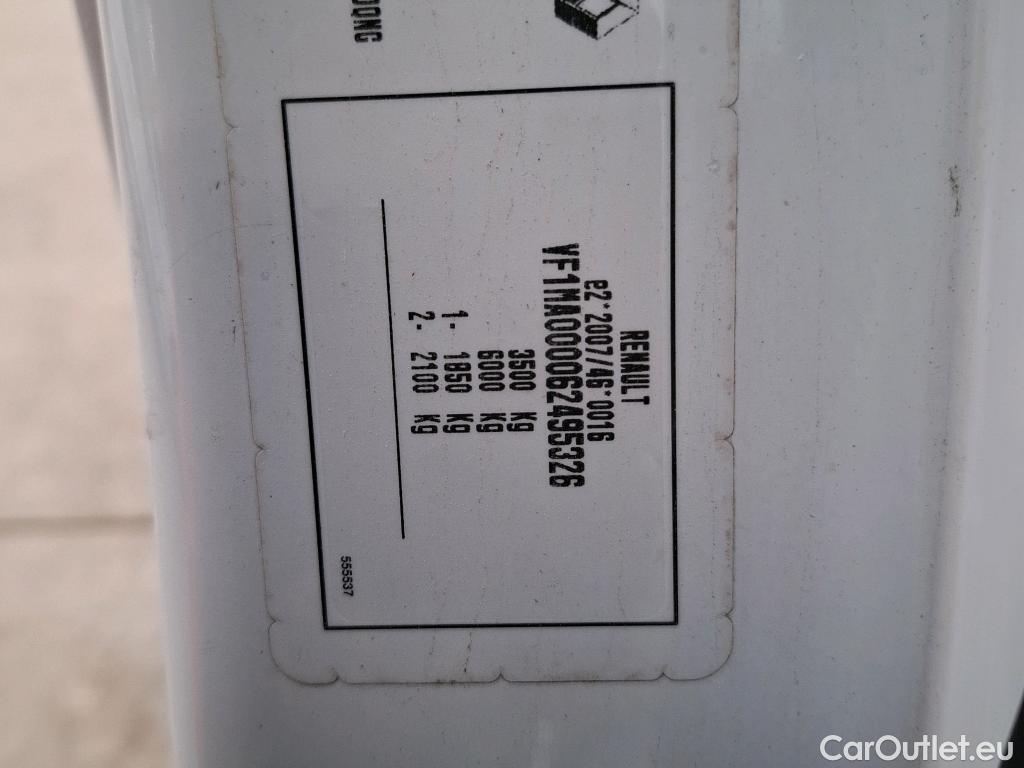 DQNG
RENAULT
e2*2007/46*0016
VF1MA000062495326
3500 Kg
6000 Kg
1- 1850 Kg
2- 2100 Kg
555537
CarOutlet.eu